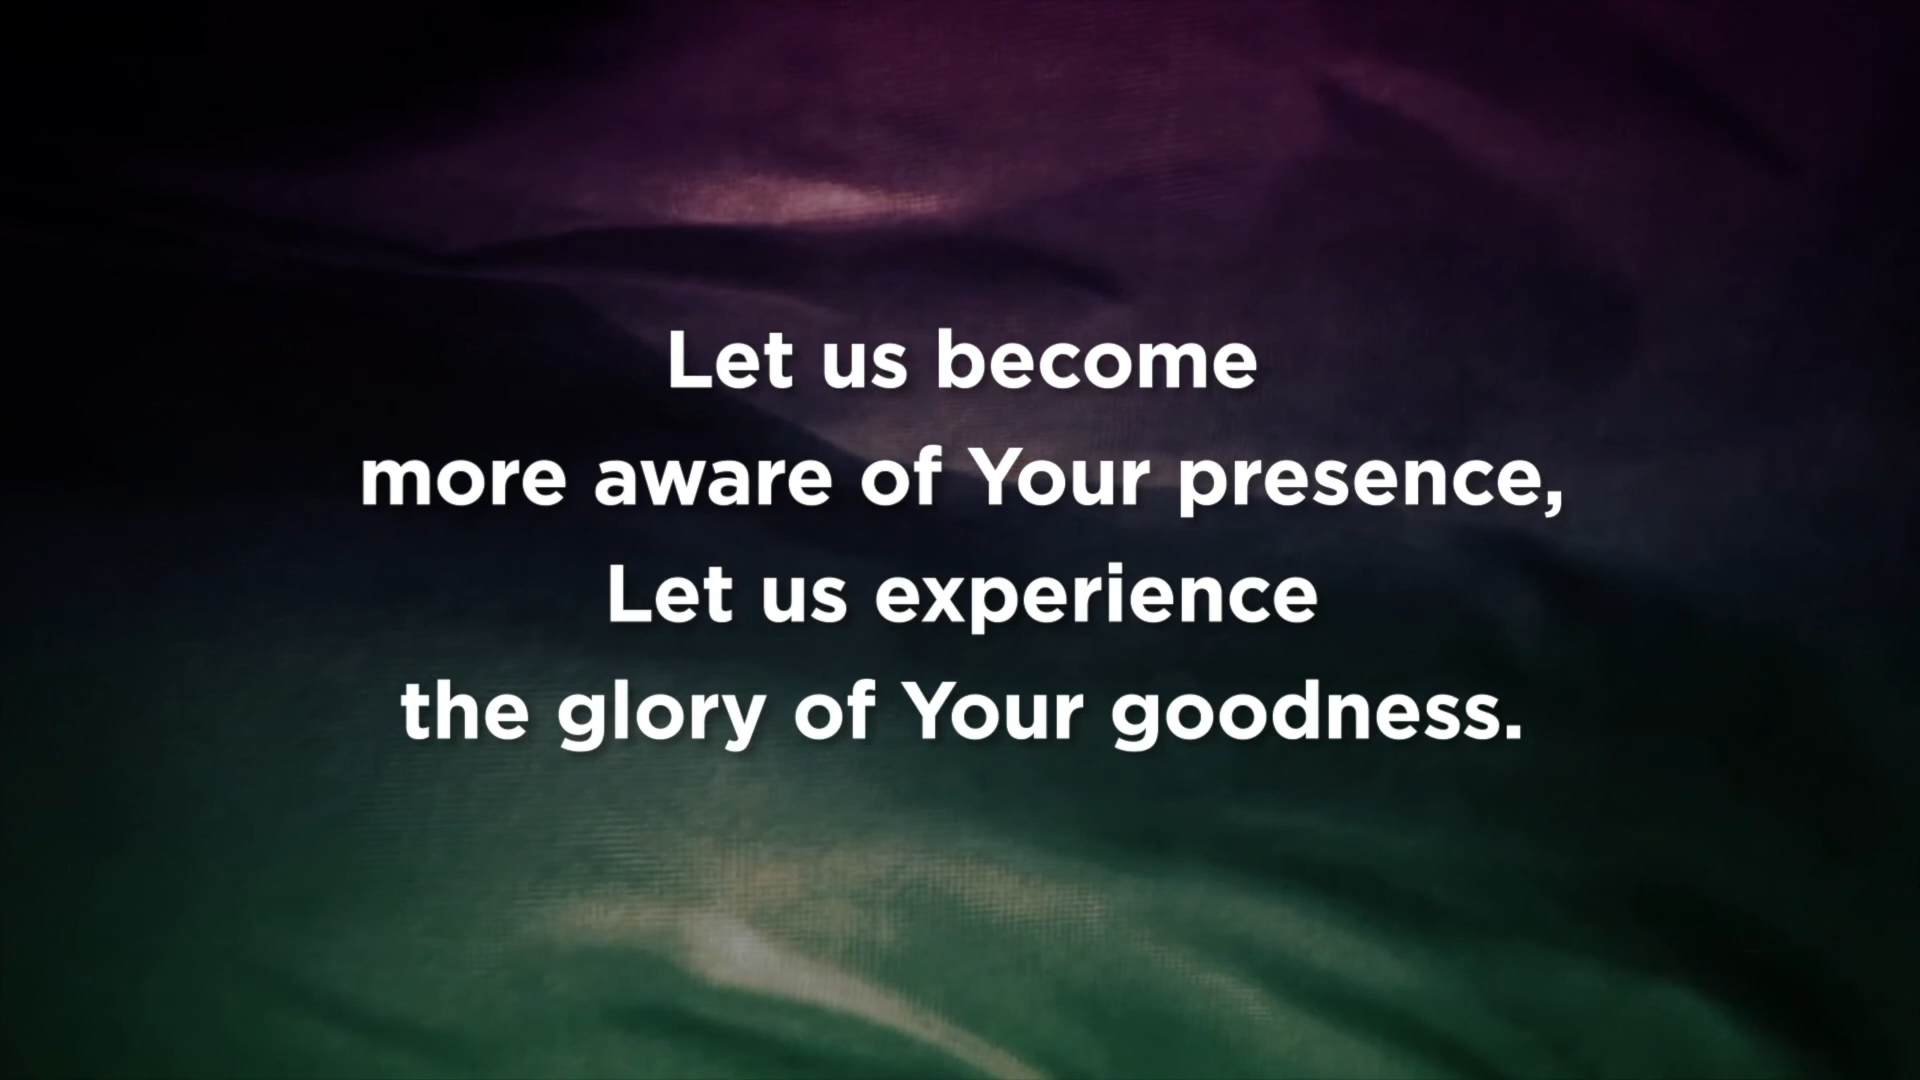 Let us become
more aware of Your presence,
Let us experience
the glory of Your goodness.